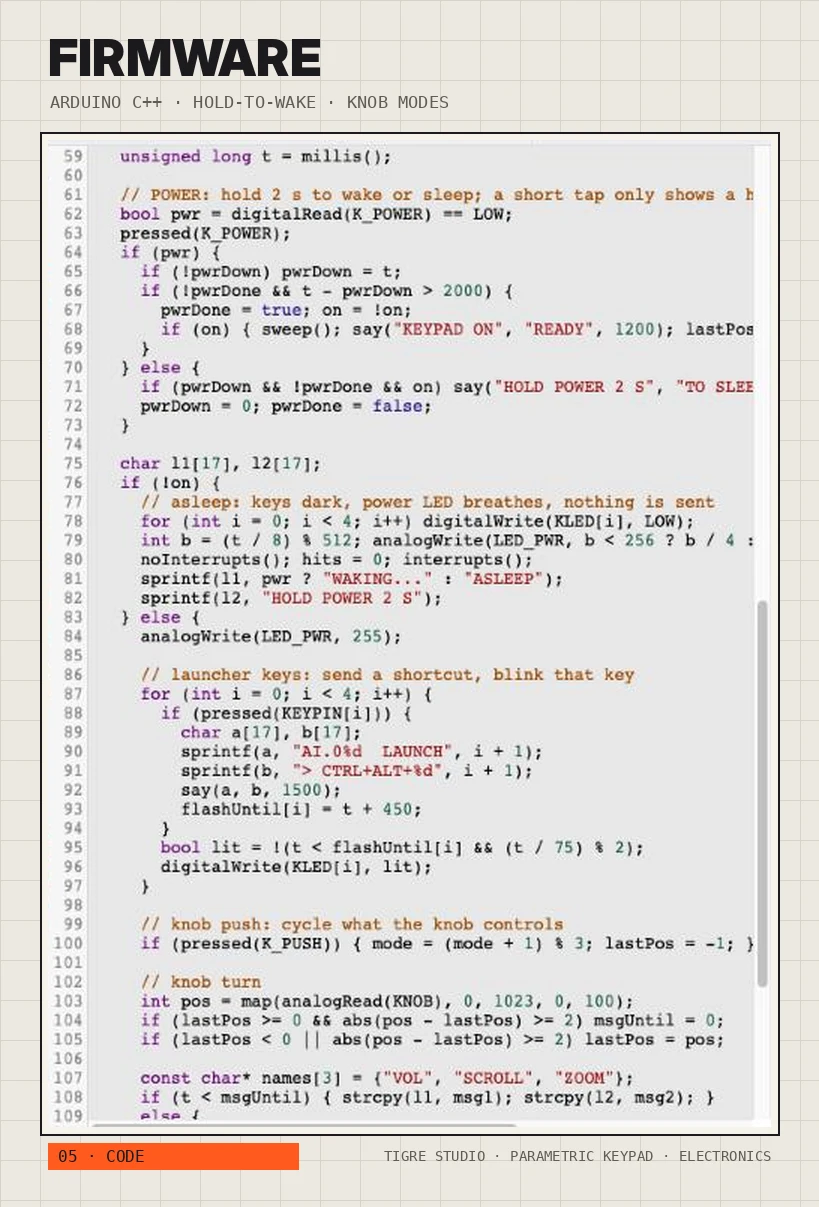 FIRMWARE
ARDUINO C++ · HOLD-TO-WAKE · KNOB MODES
59 unsigned long t = millis();
60
61 // POWER: hold 2 s to wake or sleep; a short tap only shows a h
62 bool pwr = digitalRead(K_POWER) == LOW;
63 pressed(K_POWER);
64 if (pwr) {
65 if (!pwrDown) pwrDown = t;
66 if (!pwrDone && t - pwrDown > 2000) {
67 pwrDone = true; on = !on;
68 if (on) { sweep(); say("KEYPAD ON", "READY", 1200); lastPos
69 }
70 } else {
71 if (pwrDown && !pwrDone && on) say("HOLD POWER 2 S", "TO SLEE
72 pwrDown = 0; pwrDone = false;
73 }
74
75 char l1[17], l2[17];
76 if (!on) {
77 // asleep: keys dark, power LED breathes, nothing is sent
78 for (int i = 0; i < 4; i++) digitalWrite(KLED[i], LOW);
79 int b = (t / 8) % 512; analogWrite(LED_PWR, b < 256 ? b / 4 :
80 noInterrupts(); hits = 0; interrupts();
81 sprintf(l1, pwr ? "WAKING..." : "ASLEEP");
82 sprintf(l2, "HOLD POWER 2 S");
83 } else {
84 analogWrite(LED_PWR, 255);
85
86 // launcher keys: send a shortcut, blink that key
87 for (int i = 0; i < 4; i++) {
88 if (pressed(KEYPIN[i])) {
89 char a[17], b[17];
90 sprintf(a, "AI.0%d  LAUNCH", i + 1);
91 sprintf(b, "> CTRL+ALT+%d", i + 1);
92 say(a, b, 1500);
93 flashUntil[i] = t + 450;
94 }
95 bool lit = !(t < flashUntil[i] && (t / 75) % 2);
96 digitalWrite(KLED[i], lit);
97 }
98
99 // knob push: cycle what the knob controls
100 if (pressed(K_PUSH)) { mode = (mode + 1) % 3; lastPos = -1; }
101
102 // knob turn
103 int pos = map(analogRead(KNOB), 0, 1023, 0, 100);
104 if (lastPos >= 0 && abs(pos - lastPos) >= 2) msgUntil = 0;
105 if (lastPos < 0 || abs(pos - lastPos) >= 2) lastPos = pos;
106
107 const char* names[3] = {"VOL", "SCROLL", "ZOOM"};
108 if (t < msgUntil) { strcpy(l1, msg1); strcpy(l2, msg2); }
109 else {
05 · CODE
TIGRE STUDIO · PARAMETRIC KEYPAD · ELECTRONICS